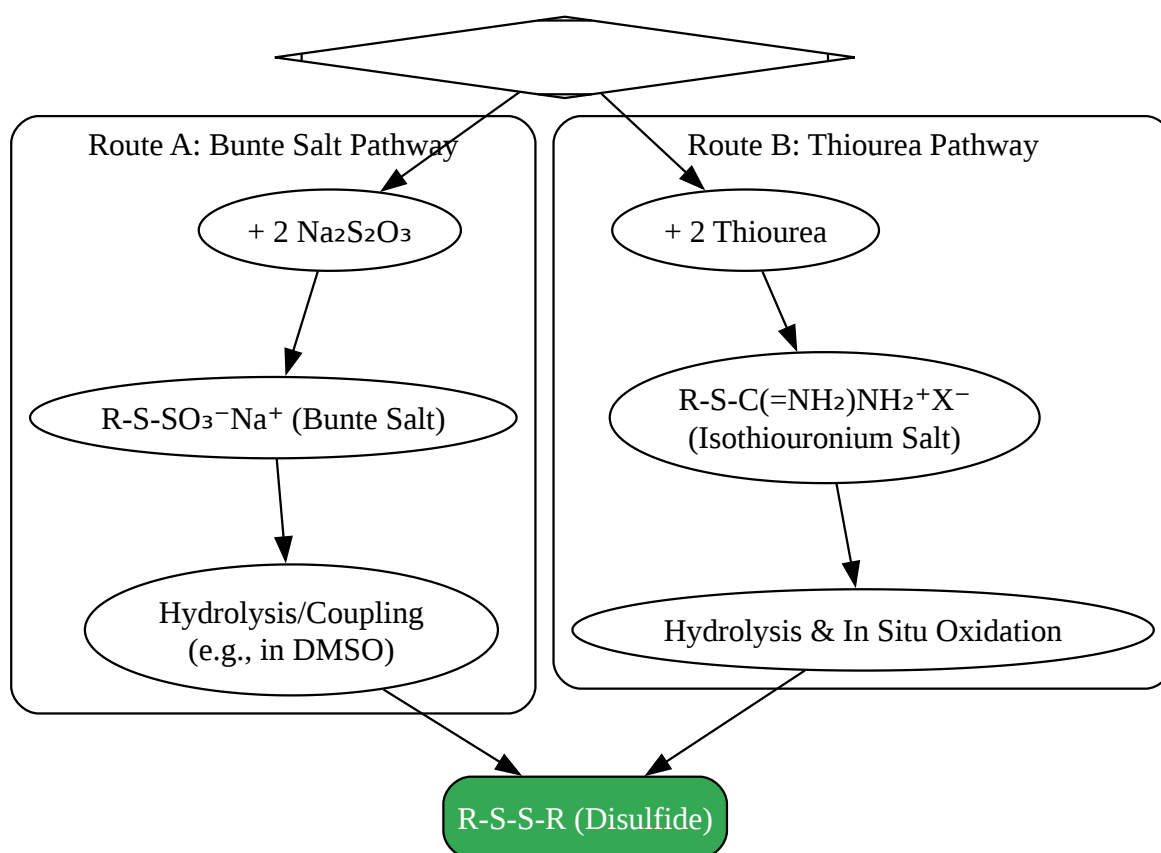 Route A: Bunte Salt Pathway
+ 2 Na₂S₂O₃
R-S-SO₃⁻Na⁺ (Bunte Salt)
Hydrolysis/Coupling
(e.g., in DMSO)
Route B: Thiourea Pathway
+ 2 Thiourea
R-S-C(=NH₂)NH₂⁺X⁻
(Isothiouronium Salt)
Hydrolysis & In Situ Oxidation
R-S-S-R (Disulfide)